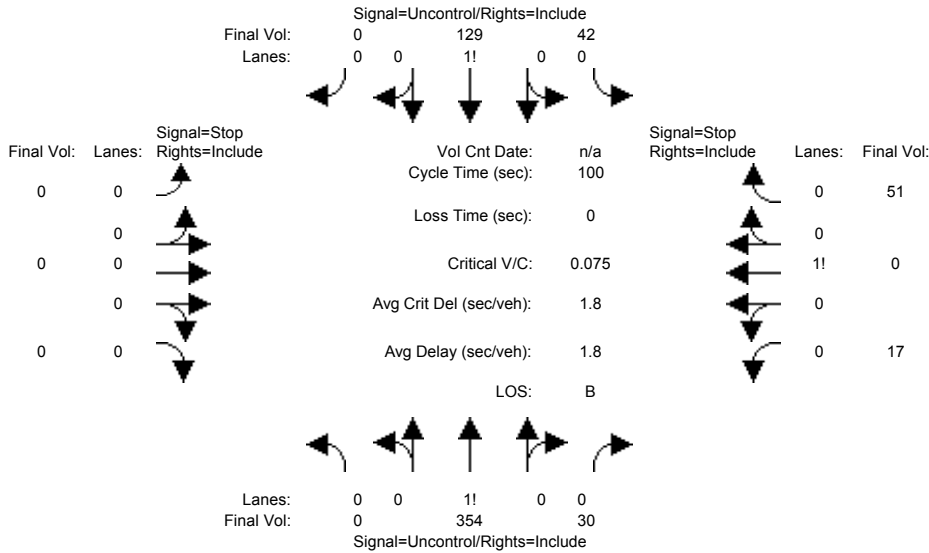 Signal=Uncontrol/Rights=Include
Final Vol: 0 129 42
Lanes: 0 0 1! 0 0
Signal=Stop Signal=Stop
Final Vol: Lanes: Rights=Include Vol Cnt Date: n/a Rights=Include Lanes: Final Vol:
Cycle Time (sec): 100
0 0 0 51
Loss Time (sec): 0
0 0
0 0 Critical V/C: 0.075 1! 0
0 Avg Crit Del (sec/veh): 1.8 0
0 0 Avg Delay (sec/veh): 1.8 0 17
LOS: B
Lanes: 0 0 1! 0 0
Final Vol: 0 354 30
Signal=Uncontrol/Rights=Include